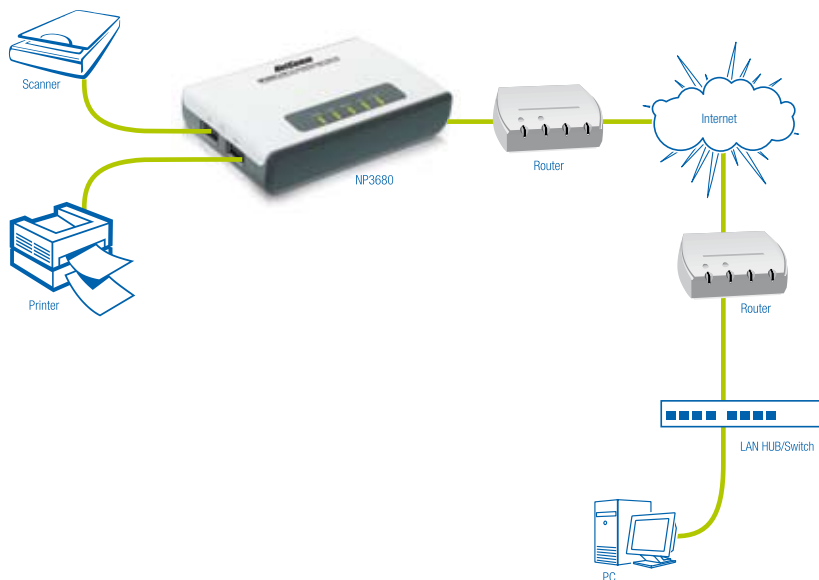 Scanner
Internet
Router
NP3680
Printer
Router
LAN HUB/Switch
PC